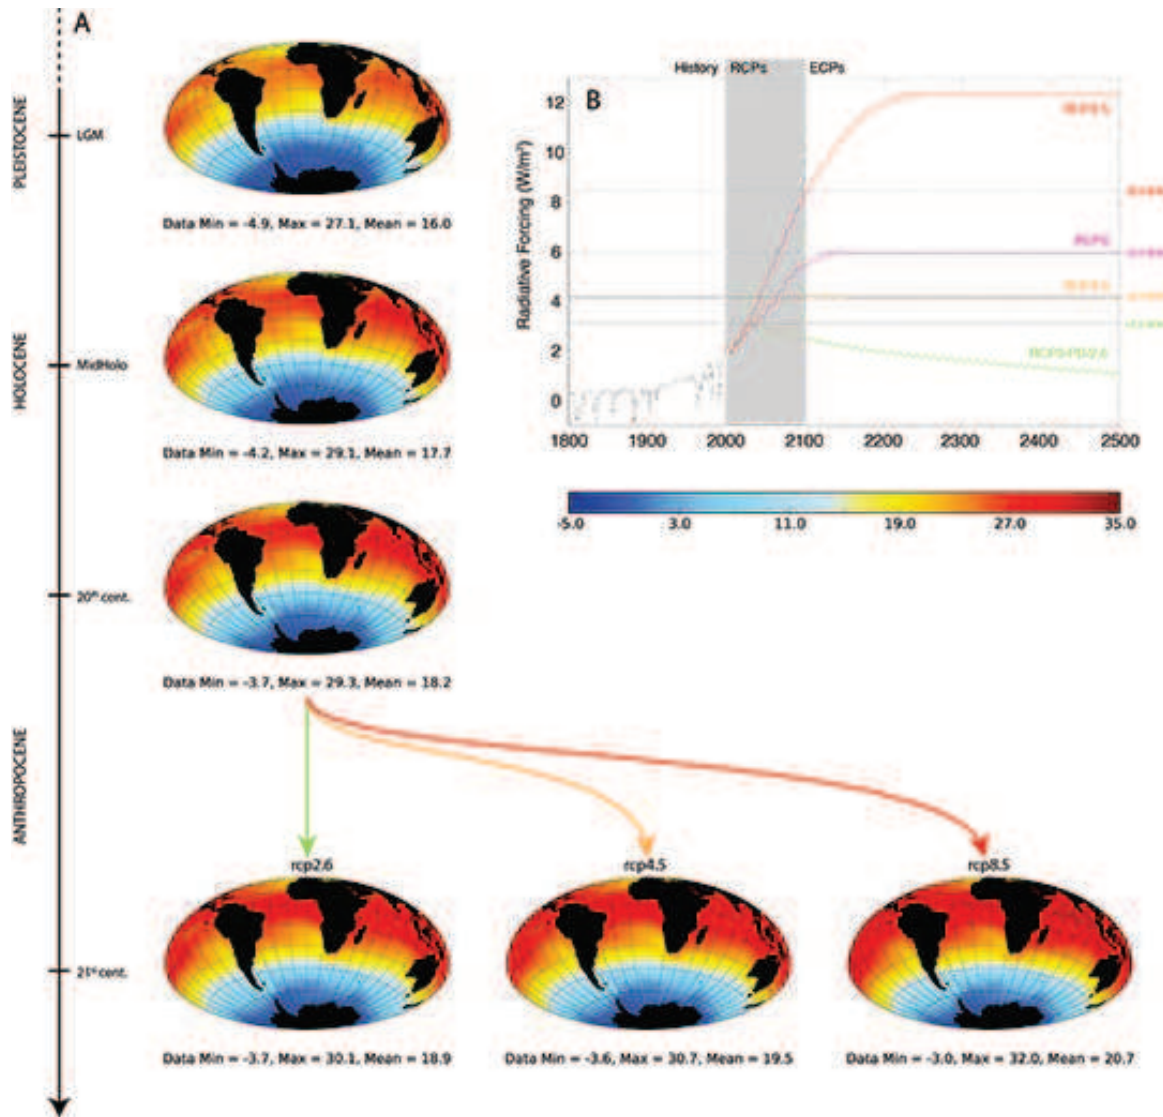 A
PLEISTOCENE
LGM
Data Min = -4.9, Max = 27.1, Mean = 16.0
HOLOCENE
MidHolo
Data Min = -4.2, Max = 29.1, Mean = 17.7
20th cent.
Data Min = -3.7, Max = 29.3, Mean = 18.2
ANTHROPOCENE
rcp2.6
rcp4.5
rcp8.5
21st cent.
Data Min = -3.7, Max = 30.1, Mean = 18.9
Data Min = -3.6, Max = 30.7, Mean = 19.5
Data Min = -3.0, Max = 32.0, Mean = 20.7
History
RCPs
ECPs
B
Radiative Forcing (W/m²)
12
10
8
6
4
2
0
RCP6
RCP3-PD/2.6
1800
1900
2000
2100
2200
2300
2400
2500
-5.0
3.0
11.0
19.0
27.0
35.0